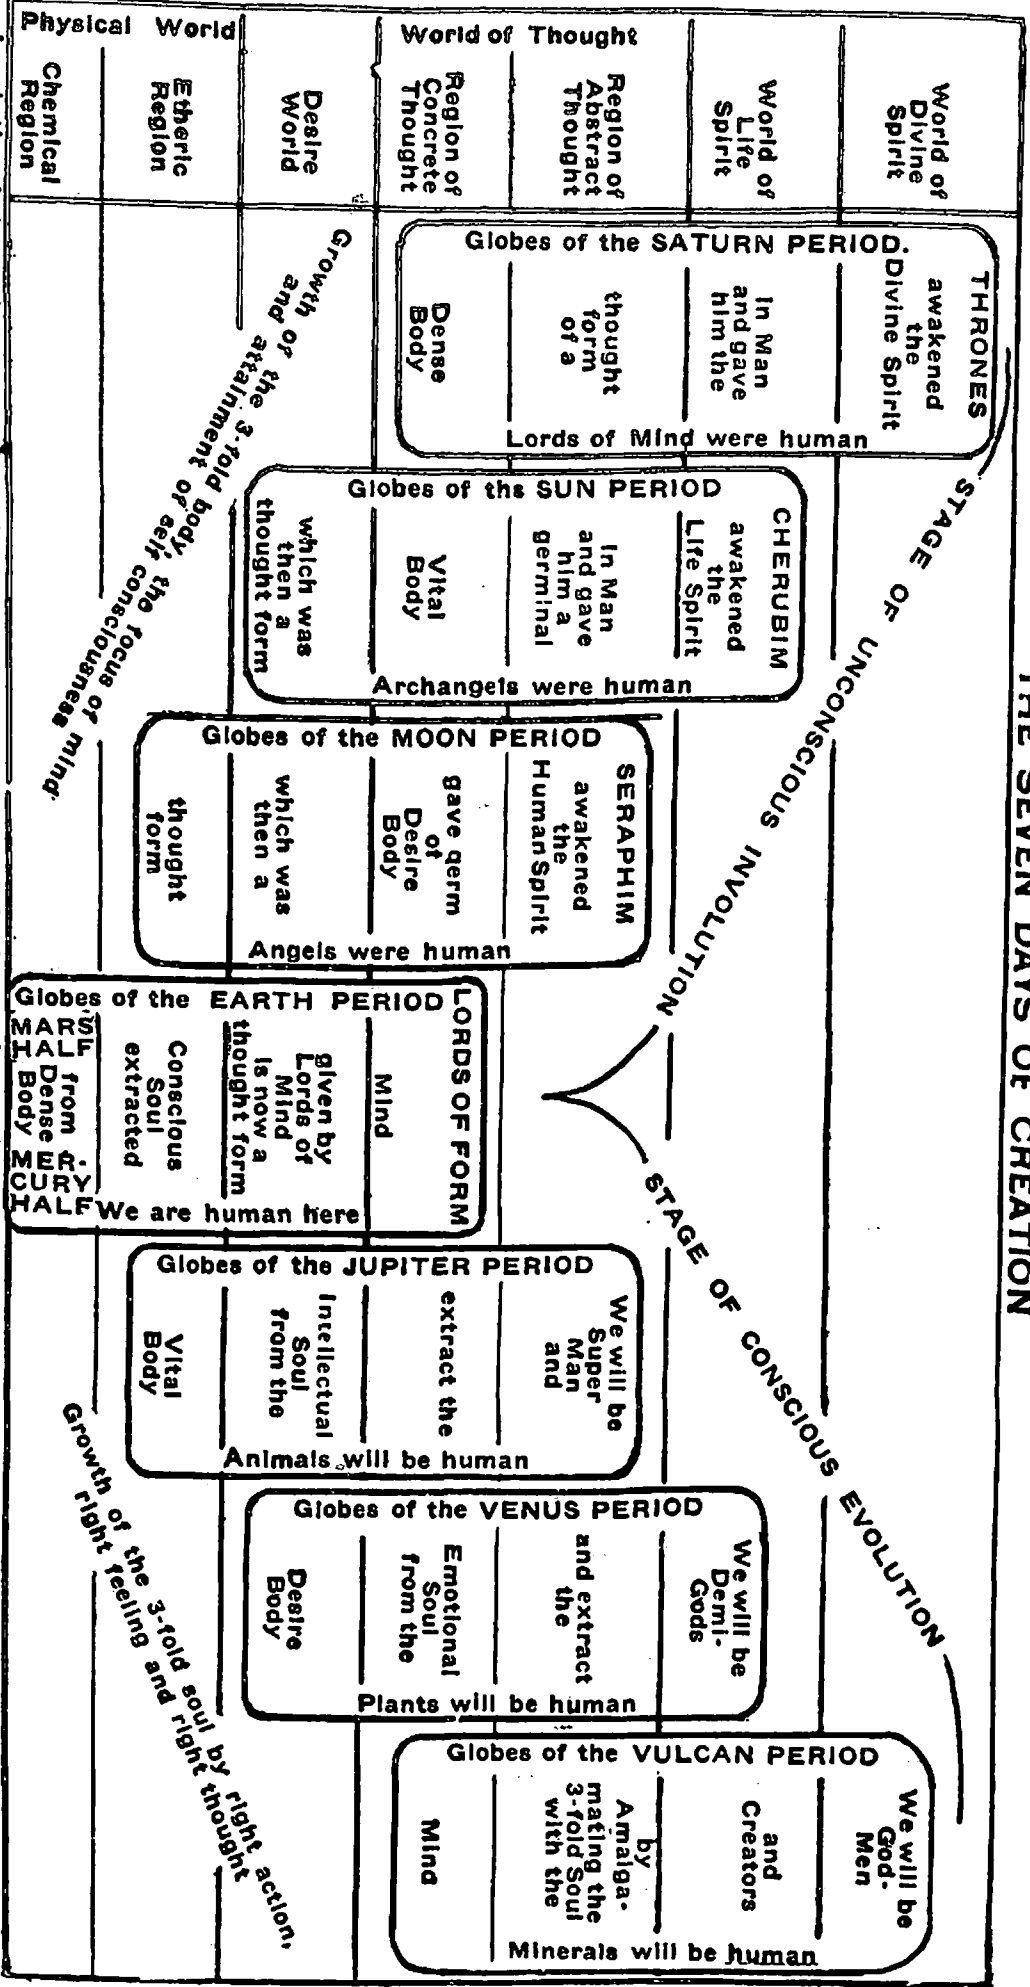 THE SEVEN DAYS OF CREATION
Physical World
World of Thought
Chemical
Region
Etheric
Region
Desire
World
Region of
Concrete
Thought
Region of
Abstract
Thought
World of
Life
Spirit
World of
Divine
Spirit
Globes of the SATURN PERIOD.
THRONES
awakened
the
Divine Spirit
In Man
and gave
him the
thought
form
of a
Dense
Body
Lords of Mind were human
Growth of the 3-fold body, the focus of mind
and of attainment of self consciousness
STAGE OF UNCONSCIOUS INVOLUTION
Globes of ths SUN PERIOD
CHERUBIM
awakened
the
Life Spirit
In Man
and gave
him a
germinal
Vital
Body
which was
then a
thought form
Archangels were human
Globes of the MOON PERIOD
SERAPHIM
awakened
the
Human Spirit
gave germ
of
Desire
Body
which was
then a
thought
form
Angels were human
Globes of the EARTH PERIOD
LORDS OF FORM
Mind
given by
Lords of
Mind
is now a
thought form
Conscious
Soul
extracted
MARS
HALF
from
Dense
Body
MER-
CURY
HALF
We are human here
STAGE OF CONSCIOUS EVOLUTION
Globes of the JUPITER PERIOD
We will be
Super
Man
and
extract the
Intellectual
Soul
from the
Vital
Body
Animals will be human
Globes of the VENUS PERIOD
We will be
Demi-
Gods
and extract
the
Emotional
Soul
from the
Desire
Body
Plants will be human
Growth of the 3-fold soul by right action,
right feeling and right thought
Globes of the VULCAN PERIOD
We will be
God-
Men
and
Creators
by
Amalga-
mating the
3-fold Soul
with the
Mind
Minerals will be human